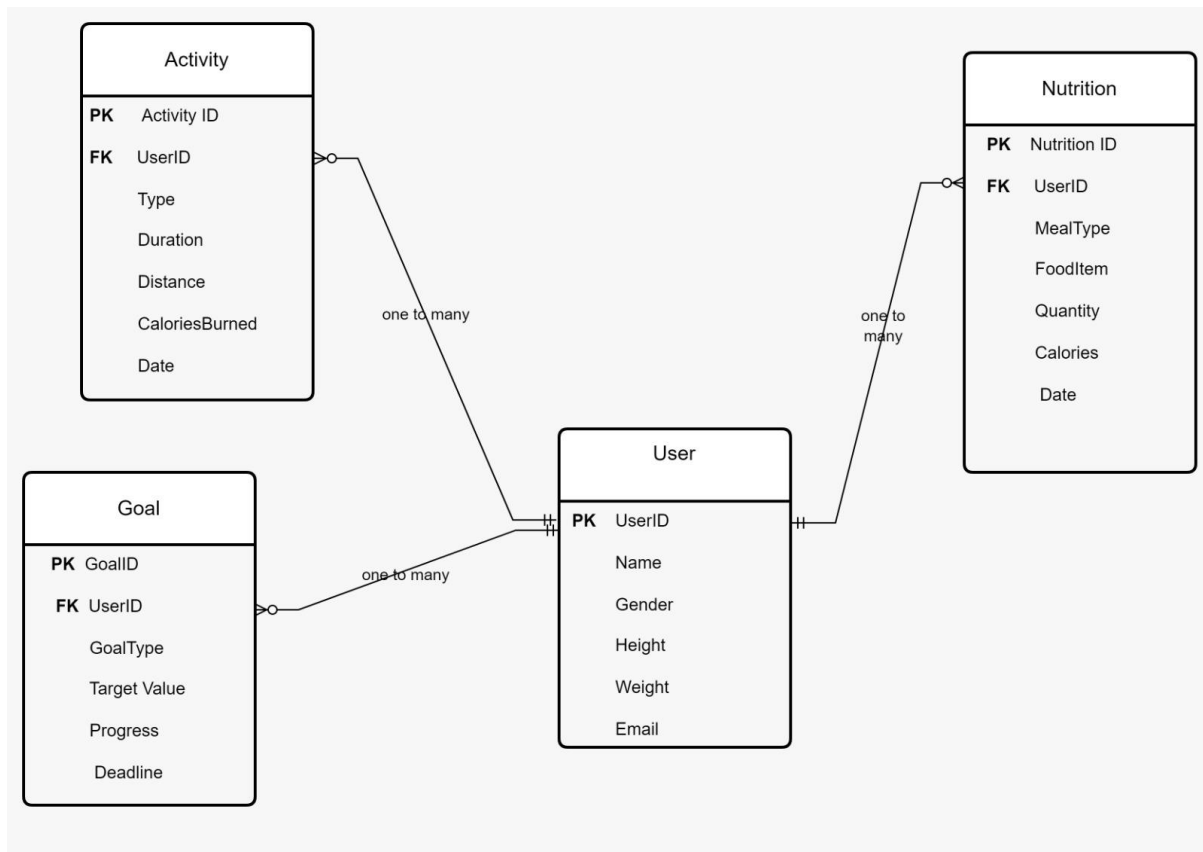 Activity
PK Activity ID
FK UserID
Type
Duration
Distance
CaloriesBurned
Date
Nutrition
PK Nutrition ID
FK UserID
MealType
FoodItem
Quantity
Calories
Date
one to many
one to
many
User
PK UserID
Name
Gender
Height
Weight
Email
Goal
PK GoalID
FK UserID
GoalType
Target Value
Progress
Deadline
one to many